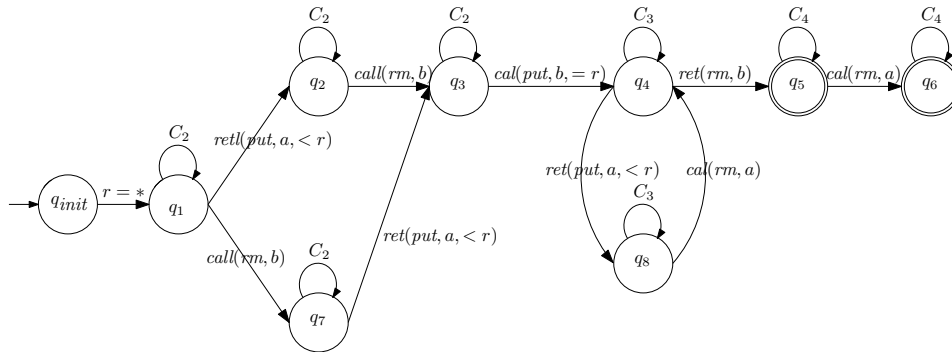 C2
C2
C3
C4
C4
q2
call(rm, b)
q3
cal(put, b, = r)
q4
ret(rm, b)
q5
cal(rm, a)
q6
C2
retl(put, a, < r)
ret(put, a, < r)
cal(rm, a)
C3
qinit
r = *
q1
call(rm, b)
C2
ret(put, a, < r)
q8
q7